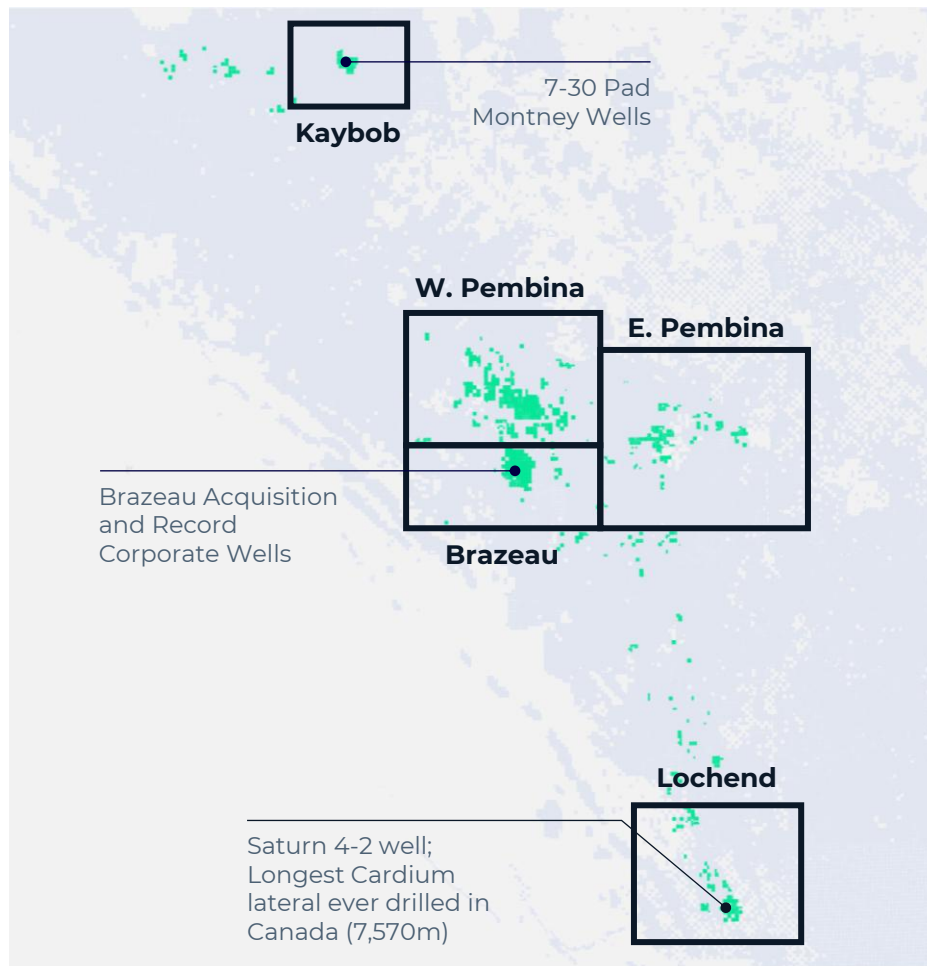 7-30 Pad
Montney Wells
Kaybob
W. Pembina
E. Pembina
Brazeau Acquisition
and Record
Corporate Wells
Brazeau
Lochend
Saturn 4-2 well;
Longest Cardium
lateral ever drilled in
Canada (7,570m)